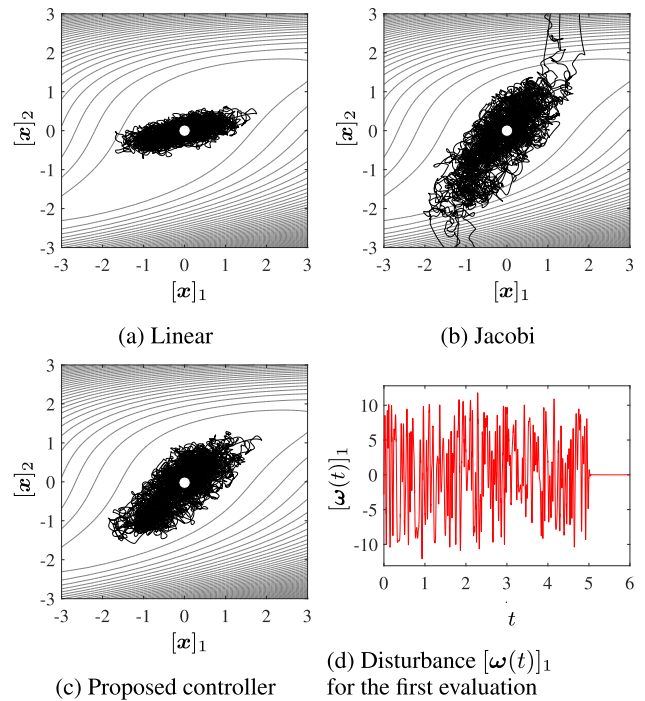 3 3
2 2
1 1
[x]₂ 0 [x]₂ 0
-1 -1
-2 -2
-3 -3
-3 -2 -1 0 1 2 3 -3 -2 -1 0 1 2 3
[x]₁ [x]₁
(a) Linear (b) Jacobi
3
2 10
1 5
[x]₂ 0 [ω(t)]₁ 0
-1 -5
-2 -10
-3
-3 -2 -1 0 1 2 3 0 1 2 3 4 5 6
[x]₁ t
(c) Proposed controller
(d) Disturbance [ω(t)]₁
for the first evaluation